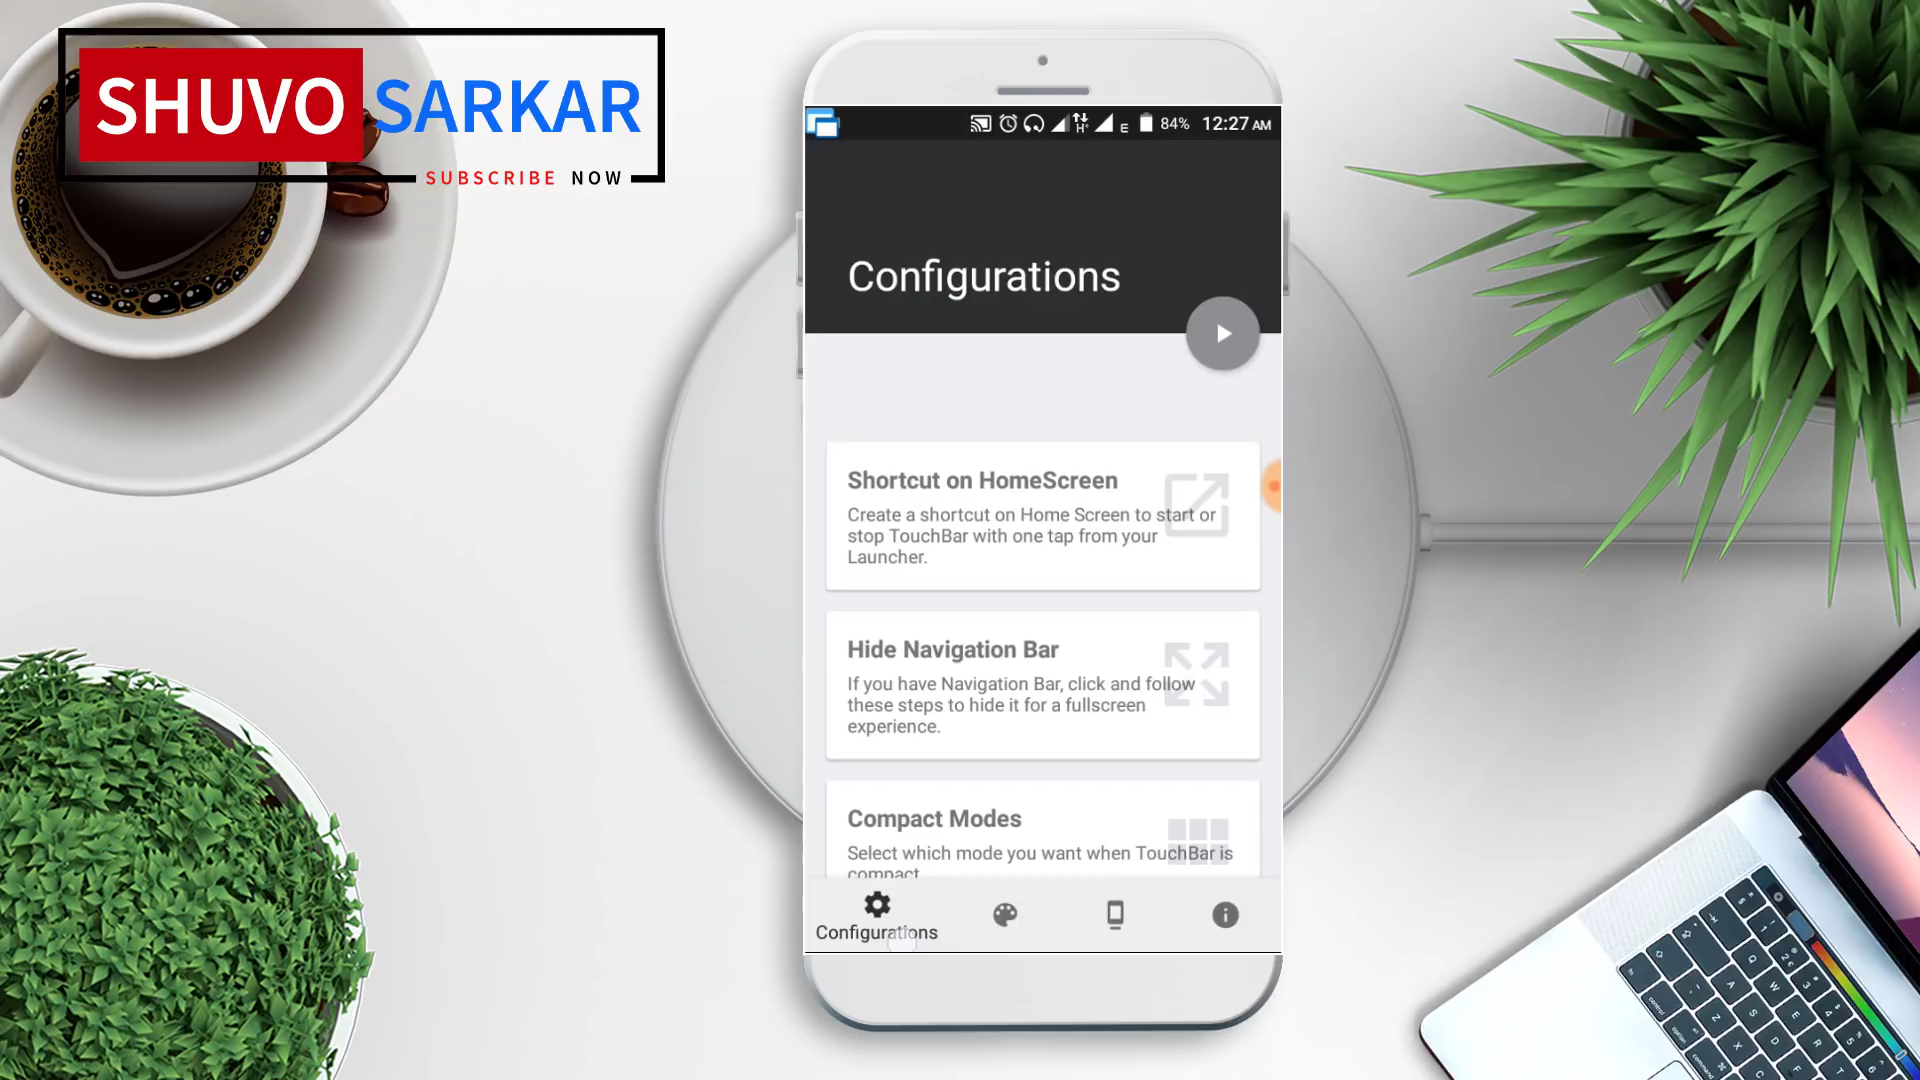 SHUVO SARKAR
SUBSCRIBE NOW
H E 84% 12:27 AM
Configurations
Shortcut on HomeScreen
Create a shortcut on Home Screen to start or
stop TouchBar with one tap from your
Launcher.
Hide Navigation Bar
If you have Navigation Bar, click and follow
these steps to hide it for a fullscreen
experience.
Compact Modes
Select which mode you want when TouchBar is
compact
Configurations